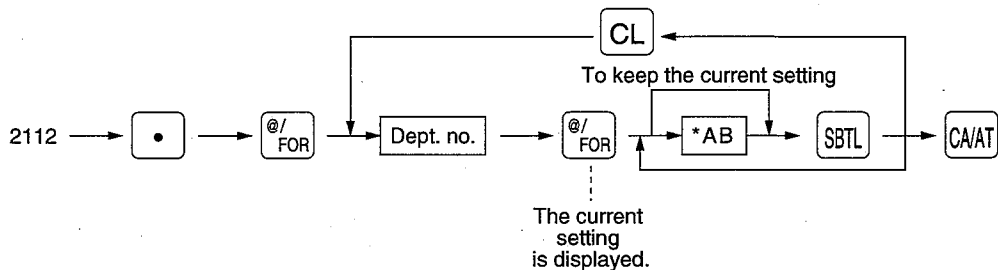 CL
To keep the current setting
2112
•
@/
FOR
Dept. no.
@/
FOR
*AB
SBTL
CA/AT
The current
setting
is displayed.